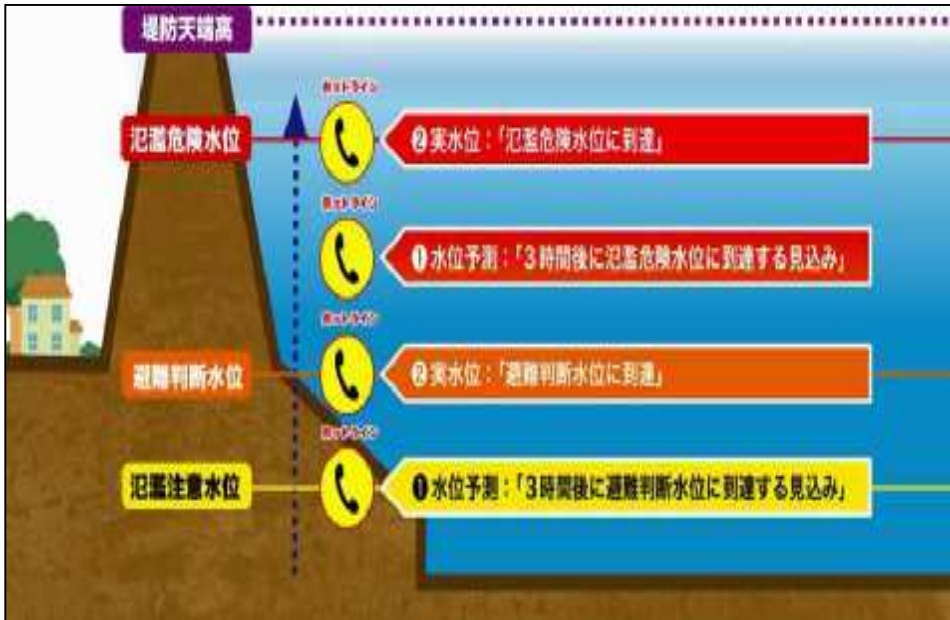 堤防天端高
ホットライン
氾濫危険水位
❷実水位：「氾濫危険水位に到達」
ホットライン
❶水位予測：「３時間後に氾濫危険水位に到達する見込み」
ホットライン
避難判断水位
❷実水位：「避難判断水位に到達」
ホットライン
氾濫注意水位
❶水位予測：「３時間後に避難判断水位に到達する見込み」